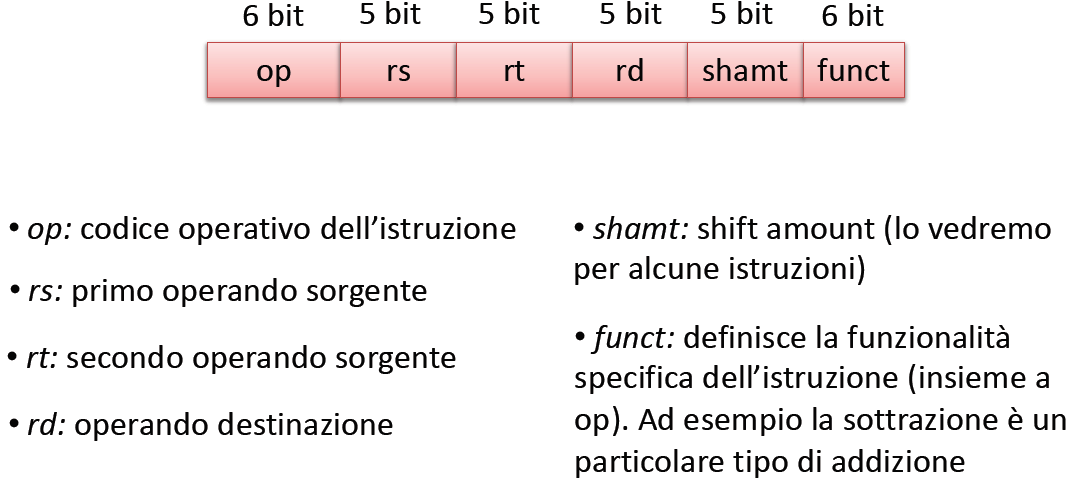 6 bit 5 bit 5 bit 5 bit 5 bit 6 bit
op rs rt rd shamt funct
• op: codice operativo dell’istruzione
• rs: primo operando sorgente
• rt: secondo operando sorgente
• rd: operando destinazione
• shamt: shift amount (lo vedremo
per alcune istruzioni)
• funct: definisce la funzionalità
specifica dell’istruzione (insieme a
op). Ad esempio la sottrazione è un
particolare tipo di addizione